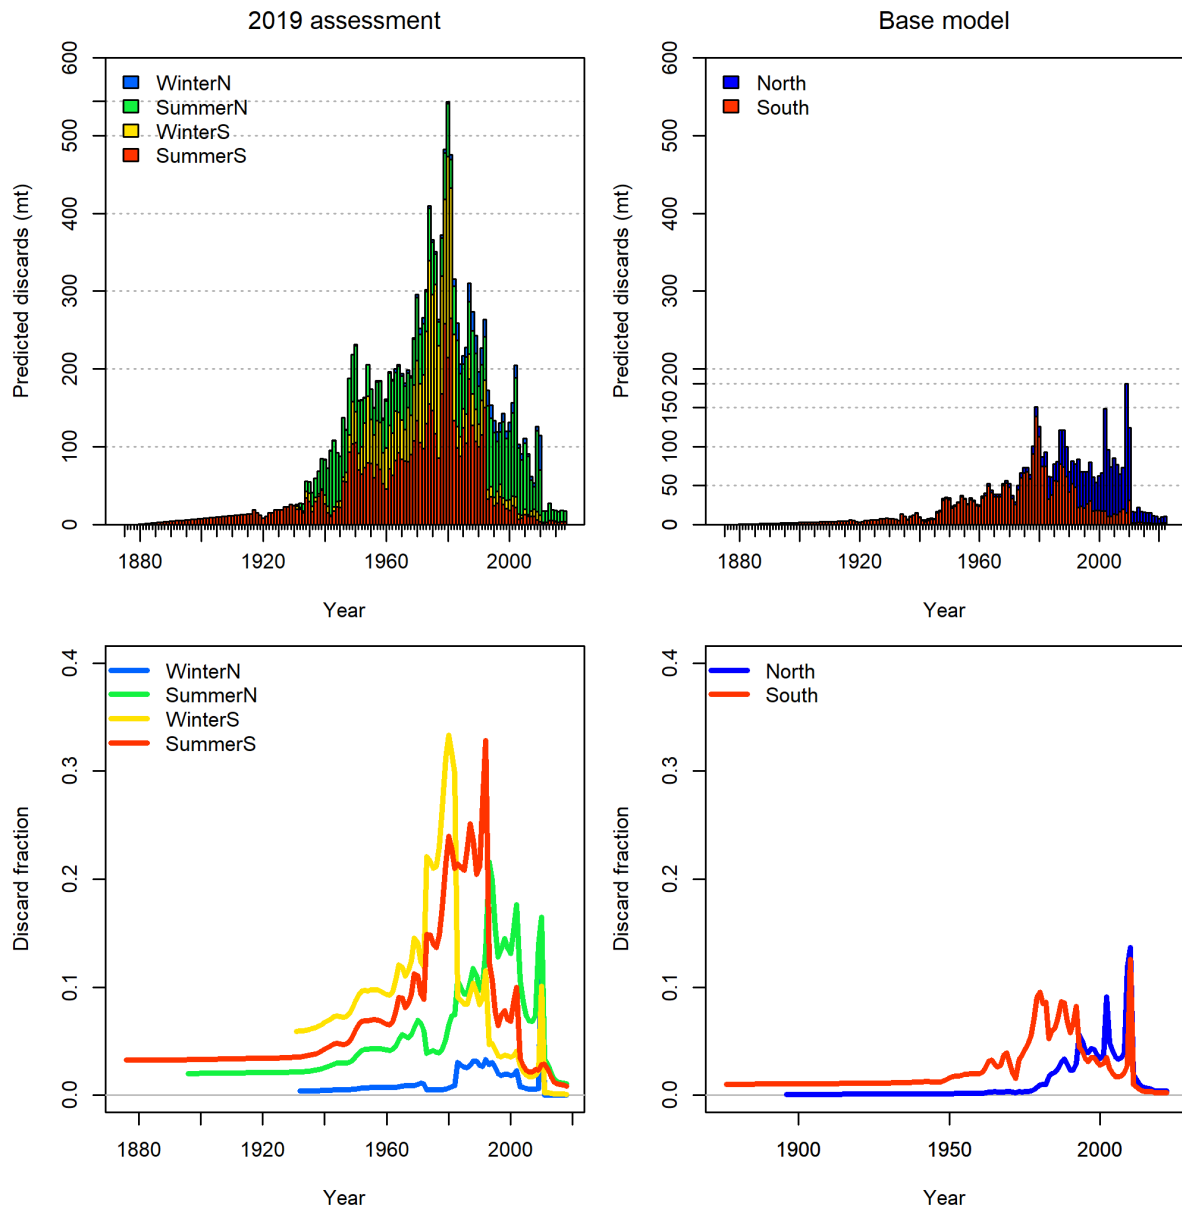 2019 assessment
Predicted discards (mt)
0 100 200 300 400 500 600
WinterN
SummerN
WinterS
SummerS
1880 1920 1960 2000
Year
Base model
Predicted discards (mt)
0 50 100 150 200 300 400 500 600
North
South
1880 1920 1960 2000
Year
Discard fraction
0.0 0.1 0.2 0.3 0.4
WinterN
SummerN
WinterS
SummerS
1880 1920 1960 2000
Year
Discard fraction
0.0 0.1 0.2 0.3 0.4
North
South
1900 1950 2000
Year